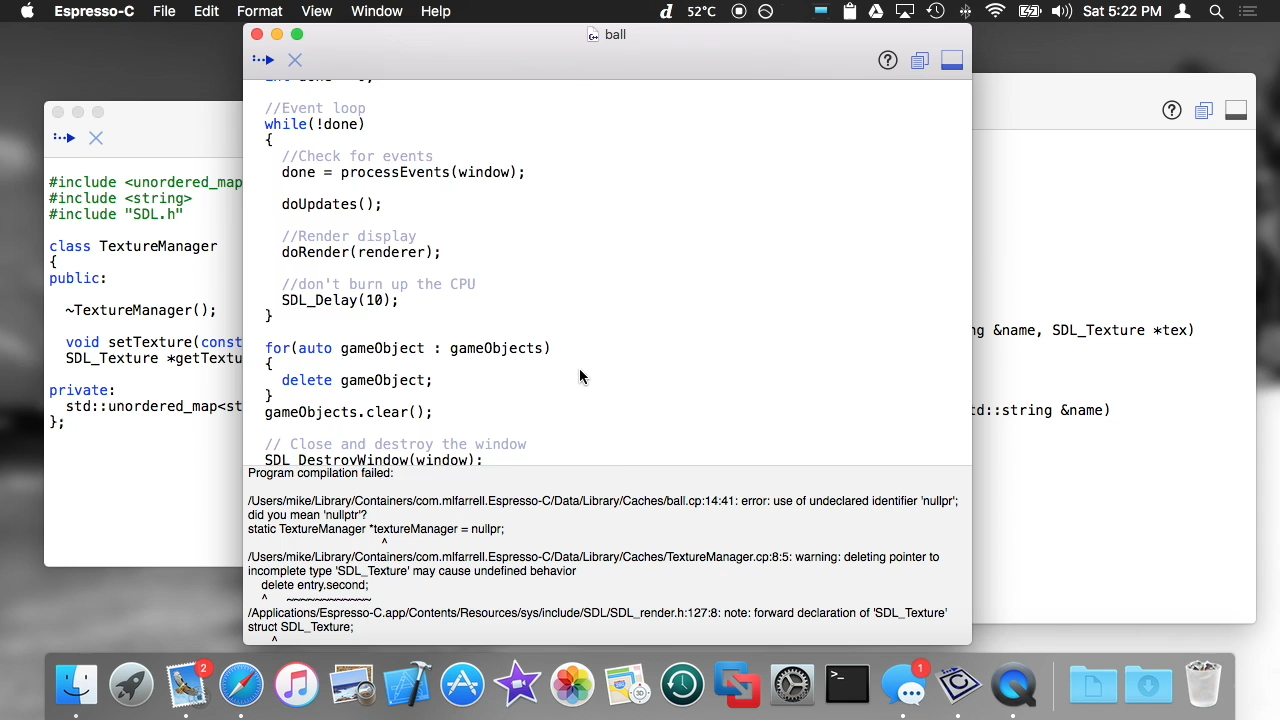 Espresso-C File Edit Format View Window Help
d 52°C Sat 5:22 PM
ball
#include <unordered_map
#include <string>
#include "SDL.h"
class TextureManager
{
public:
~TextureManager();
void setTexture(const
SDL_Texture *getTextu
private:
std::unordered_map<st
};
//Event loop
while(!done)
{
//Check for events
done = processEvents(window);
doUpdates();
//Render display
doRender(renderer);
//don't burn up the CPU
SDL_Delay(10);
}
for(auto gameObject : gameObjects)
{
delete gameObject;
}
gameObjects.clear();
// Close and destroy the window
SDL_DestroyWindow(window);
Program compilation failed:
/Users/mike/Library/Containers/com.mlfarrell.Espresso-C/Data/Library/Caches/ball.cp:14:41: error: use of undeclared identifier 'nullpr';
did you mean 'nullptr'?
static TextureManager *textureManager = nullpr;
^
/Users/mike/Library/Containers/com.mlfarrell.Espresso-C/Data/Library/Caches/TextureManager.cp:8:5: warning: deleting pointer to
incomplete type 'SDL_Texture' may cause undefined behavior
delete entry.second;
^ ~~~~~~~~~~~~
/Applications/Espresso-C.app/Contents/Resources/sys/include/SDL/SDL_render.h:127:8: note: forward declaration of 'SDL_Texture'
struct SDL_Texture;
^
ng &name, SDL_Texture *tex)
td::string &name)
2
1